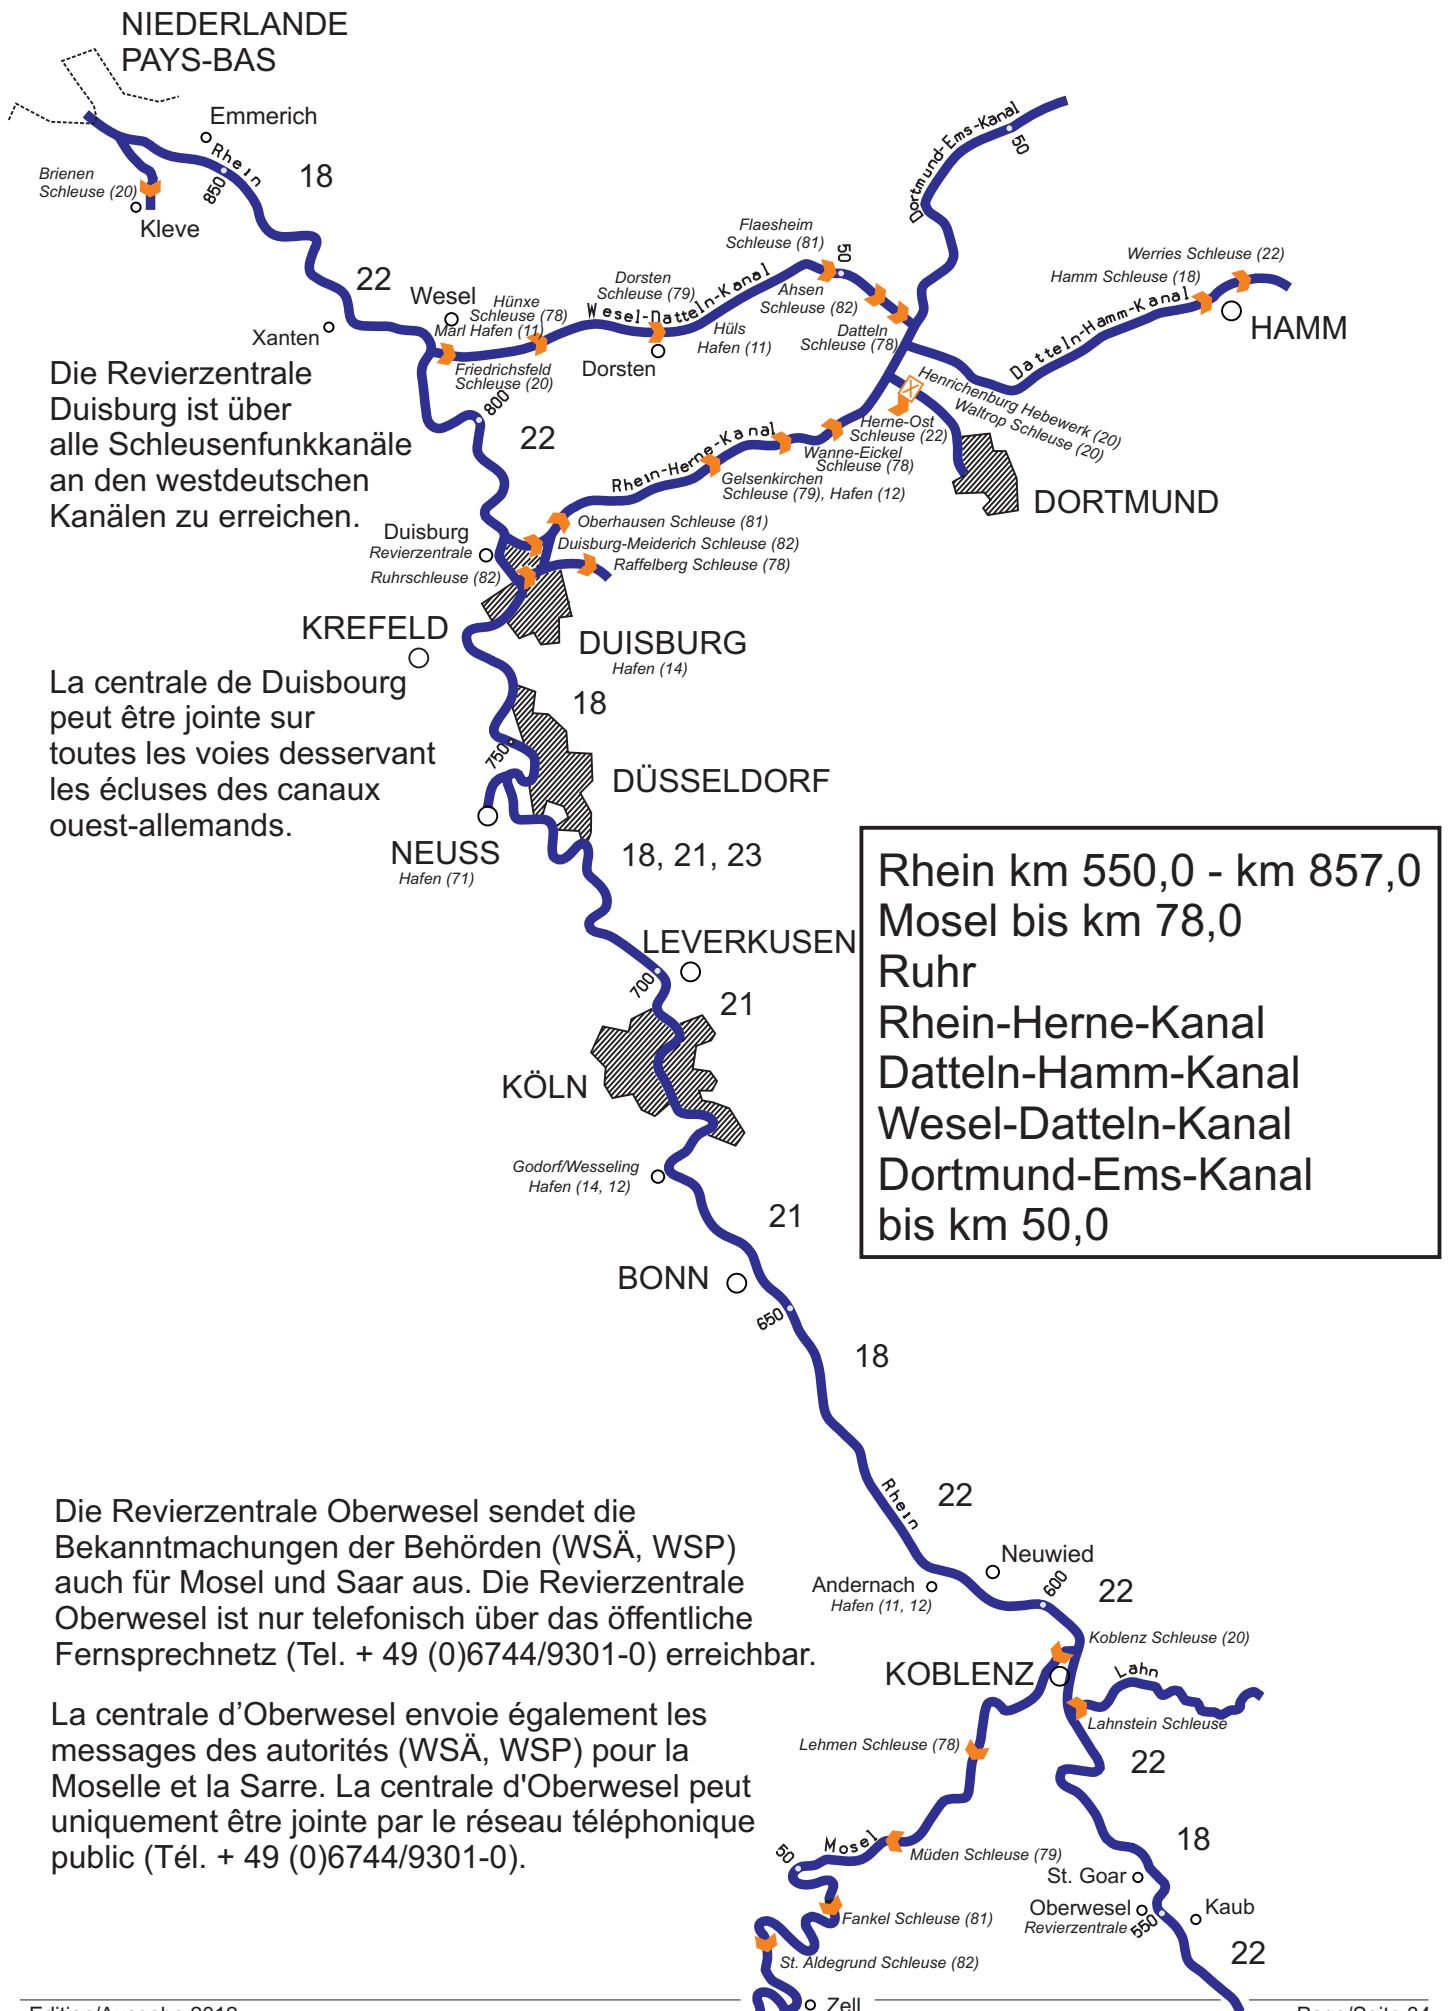 NIEDERLANDE
PAYS-BAS
Emmerich
Rhein
850
18
Brienen
Schleuse (20)
Kleve
Dortmund-Ems-Kanal
50
22
Wesel
Xanten
Hünxe
Schleuse (78)
Marl Hafen (11)
Friedrichsfeld
Schleuse (20)
Wesel-Datteln-Kanal
Dorsten
Schleuse (79)
Dorsten
Hüls
Hafen (11)
Flaesheim
Schleuse (81)
50
Ahsen
Schleuse (82)
Datteln
Schleuse (78)
Werries Schleuse (22)
Hamm Schleuse (18)
Datteln-Hamm-Kanal
HAMM
Die Revierzentrale
Duisburg ist über
alle Schleusenfunkkanäle
an den westdeutschen
Kanälen zu erreichen.
800
22
Henrichenburg Hebewerk (20)
Waltrop Schleuse (20)
Herne-Ost
Schleuse (22)
Wanne-Eickel
Schleuse (78)
Rhein-Herne-Kanal
Gelsenkirchen
Schleuse (79), Hafen (12)
DORTMUND
Oberhausen Schleuse (81)
Duisburg
Revierzentrale
Duisburg-Meiderich Schleuse (82)
Raffelberg Schleuse (78)
Ruhrschleuse (82)
KREFELD
DUISBURG
Hafen (14)
La centrale de Duisbourg
peut être jointe sur
toutes les voies desservant
les écluses des canaux
ouest-allemands.
18
750
DÜSSELDORF
NEUSS
Hafen (71)
18, 21, 23
Rhein km 550,0 - km 857,0
Mosel bis km 78,0
Ruhr
Rhein-Herne-Kanal
Datteln-Hamm-Kanal
Wesel-Datteln-Kanal
Dortmund-Ems-Kanal
bis km 50,0
LEVERKUSEN
700
21
KÖLN
Godorf/Wesseling
Hafen (14, 12)
21
BONN
650
18
Rhein
22
Die Revierzentrale Oberwesel sendet die
Bekanntmachungen der Behörden (WSÄ, WSP)
auch für Mosel und Saar aus. Die Revierzentrale
Oberwesel ist nur telefonisch über das öffentliche
Fernsprechnetz (Tel. + 49 (0)6744/9301-0) erreichbar.
Neuwied
Andernach
Hafen (11, 12)
600
22
Koblenz Schleuse (20)
KOBLENZ
Lahn
Lahnstein Schleuse
La centrale d’Oberwesel envoie également les
messages des autorités (WSÄ, WSP) pour la
Moselle et la Sarre. La centrale d'Oberwesel peut
uniquement être jointe par le réseau téléphonique
public (Tél. + 49 (0)6744/9301-0).
Lehmen Schleuse (78)
22
Mosel
50
Müden Schleuse (79)
18
St. Goar
Oberwesel
Revierzentrale
550
Kaub
Fankel Schleuse (81)
22
St. Aldegrund Schleuse (82)
Zell